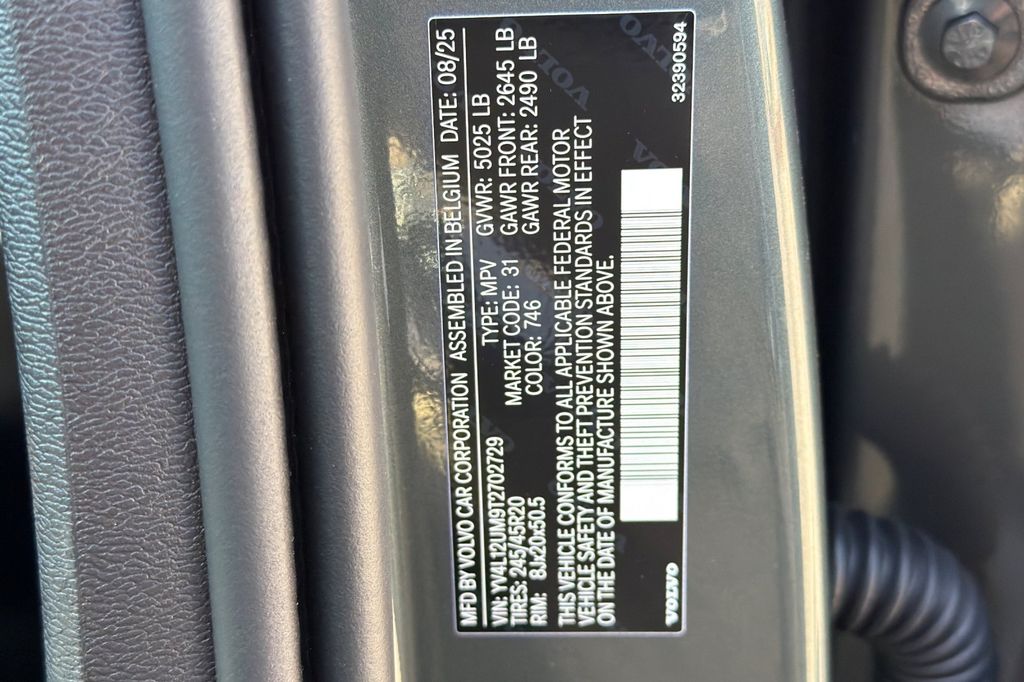 MFD BY VOLVO CAR CORPORATION ASSEMBLED IN BELGIUM DATE: 08/25
VIN: YV4L12UM9T2702729 TYPE: MPV GVWR: 5025 LB
TIRES: 245/45R20 MARKET CODE: 31 GAWR FRONT: 2645 LB
RIM: 8Jx20x50.5 COLOR: 746 GAWR REAR: 2490 LB
THIS VEHICLE CONFORMS TO ALL APPLICABLE FEDERAL MOTOR
VEHICLE SAFETY AND THEFT PREVENTION STANDARDS IN EFFECT
ON THE DATE OF MANUFACTURE SHOWN ABOVE.
VOLVO 32390594